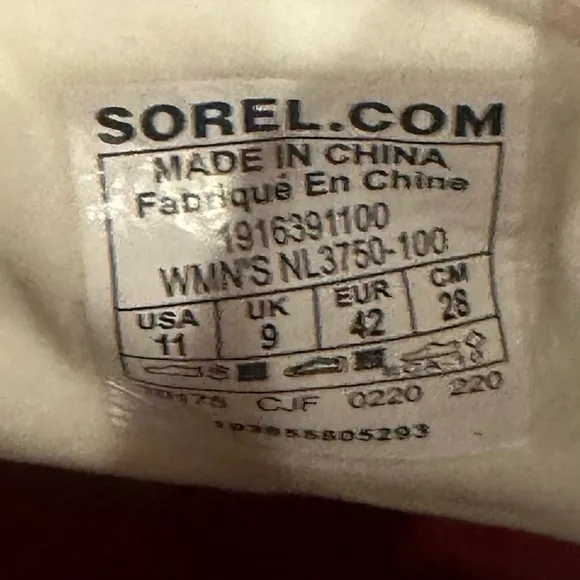 SOREL.COM
MADE IN CHINA
Fabriqué En Chine
1916391100
WMN'S NL3750-100
USA UK EUR CM
11 9 42 28
CJF 0220 220